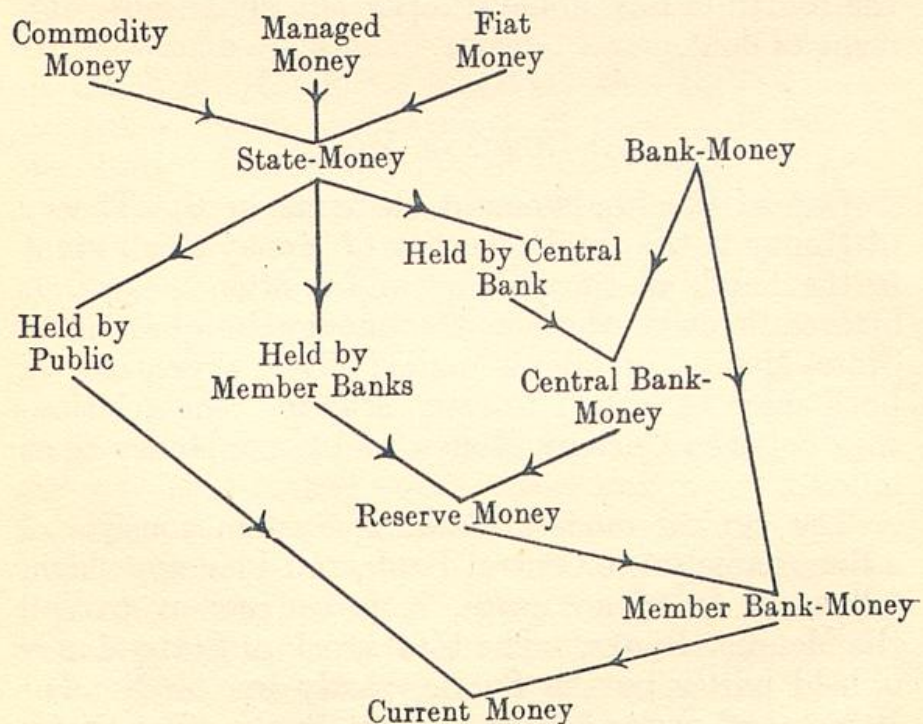 Commodity
Money
Managed
Money
Fiat
Money
State-Money
Bank-Money
Held by Central
Bank
Held by
Public
Held by
Member Banks
Central Bank-
Money
Reserve Money
Member Bank-Money
Current Money